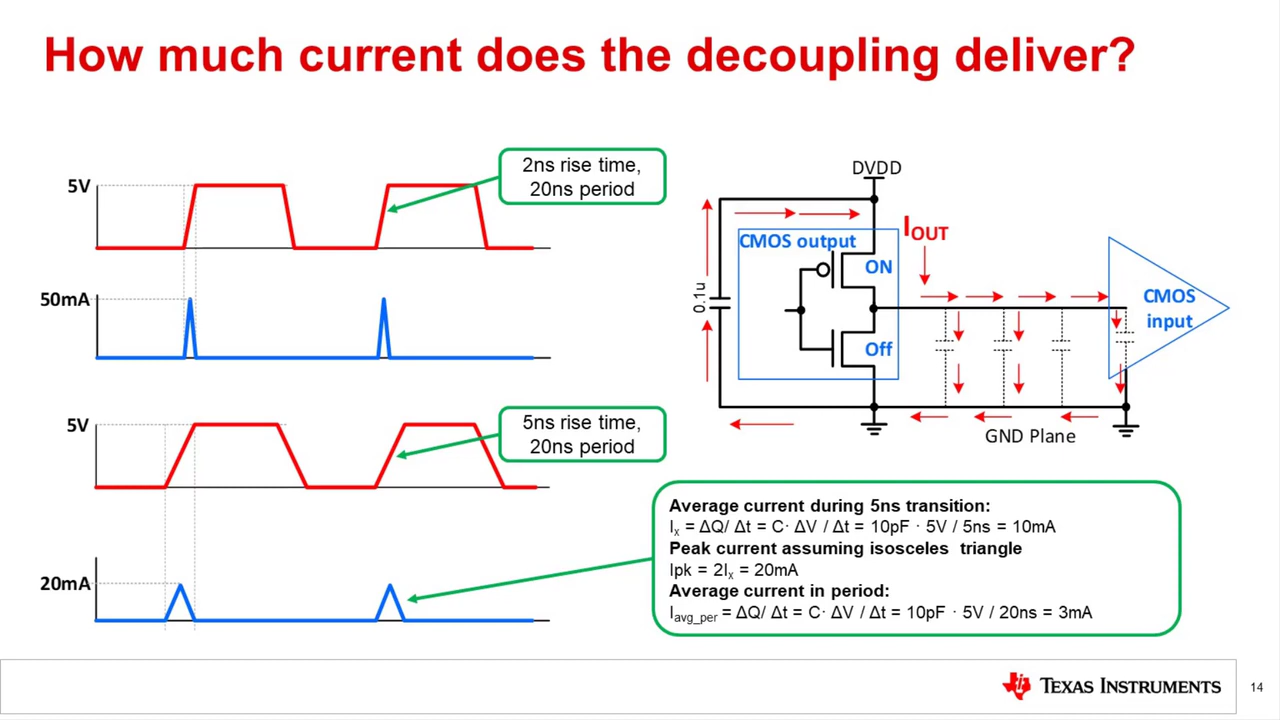 How much current does the decoupling deliver?
2ns rise time,
20ns period
5V
50mA
5ns rise time,
20ns period
5V
20mA
DVDD
CMOS output
I_OUT
ON
Off
0.1u
CMOS
input
GND Plane
Average current during 5ns transition:
Iₓ = ΔQ/ Δt = C· ΔV / Δt = 10pF · 5V / 5ns = 10mA
Peak current assuming isosceles triangle
Ipk = 2Iₓ = 20mA
Average current in period:
I_avg_per = ΔQ/ Δt = C· ΔV / Δt = 10pF · 5V / 20ns = 3mA
TEXAS INSTRUMENTS
14